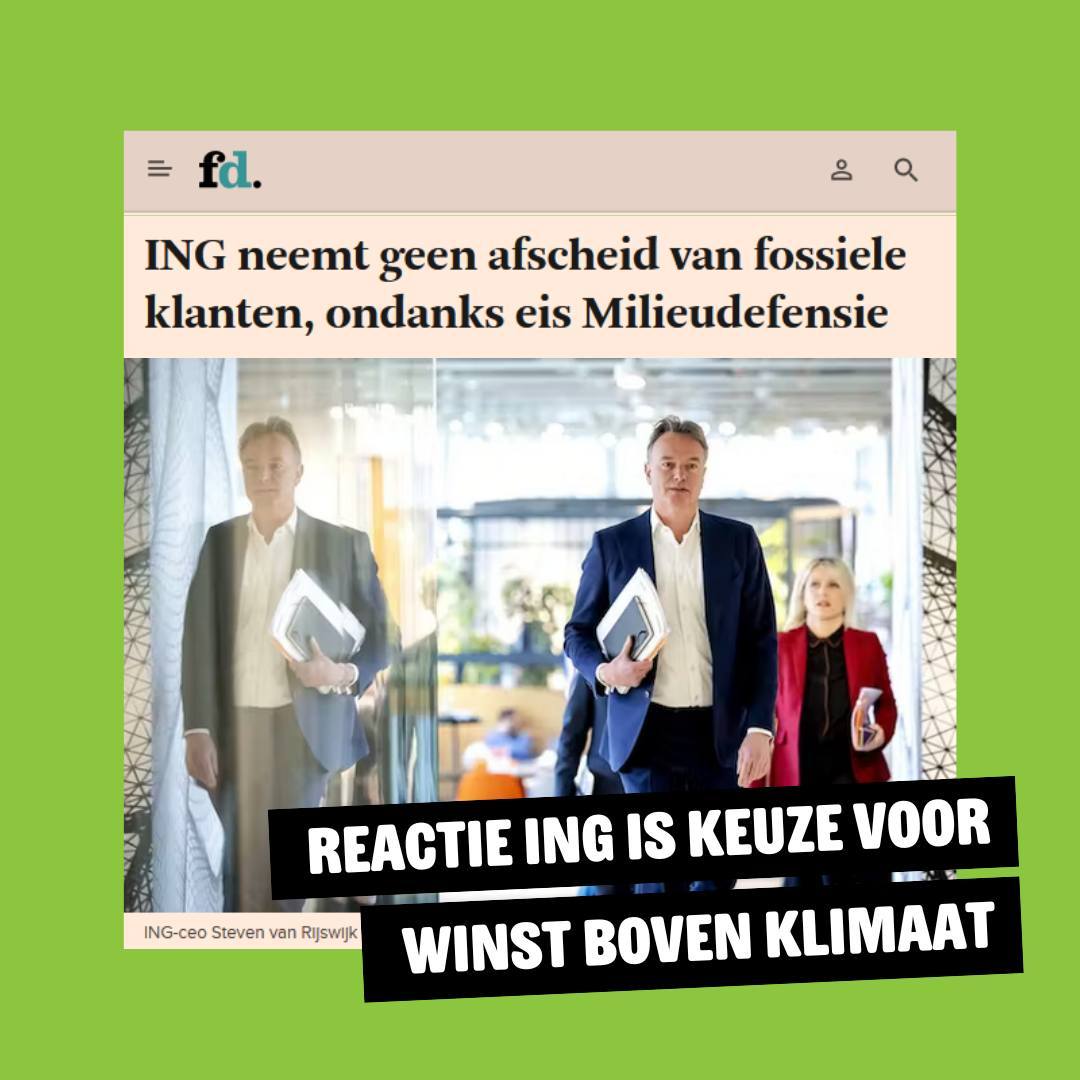 fd.
ING neemt geen afscheid van fossiele
klanten, ondanks eis Milieudefensie
ING-ceo Steven van Rijswijk
REACTIE ING IS KEUZE VOOR
WINST BOVEN KLIMAAT